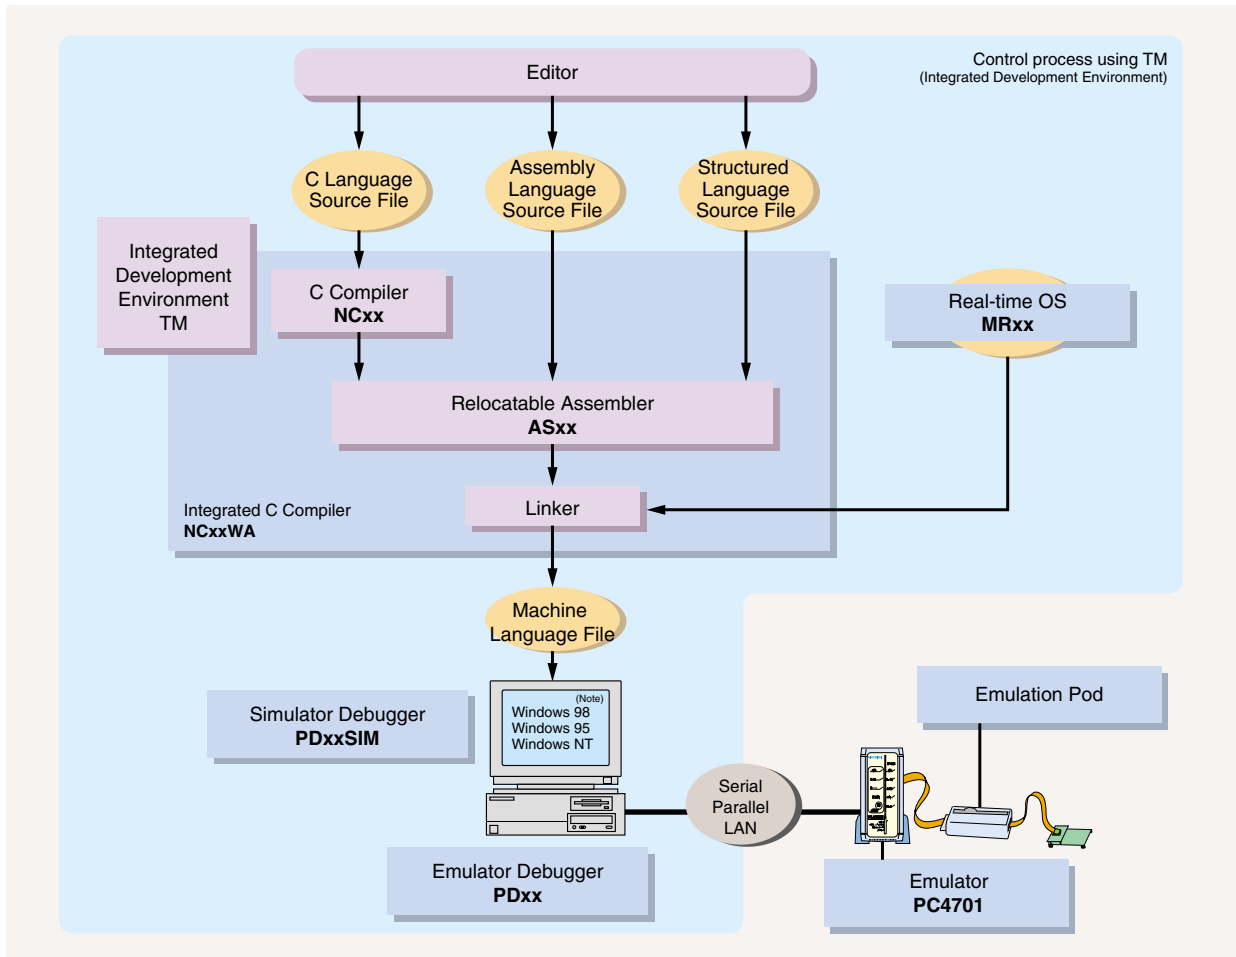 Control process using TM
(Integrated Development Environment)
Editor
C Language
Source File
Assembly
Language
Source File
Structured
Language
Source File
Integrated
Development
Environment
TM
C Compiler
NCxx
Real-time OS
MRxx
Relocatable Assembler
ASxx
Linker
Integrated C Compiler
NCxxWA
Machine
Language File
Simulator Debugger
PDxxSIM
(Note)
Windows 98
Windows 95
Windows NT
Emulation Pod
Serial
Parallel
LAN
Emulator Debugger
PDxx
Emulator
PC4701